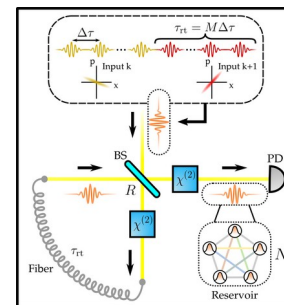 Δτ
τ_rt = MΔτ
p
Input k
x
p
Input k+1
x
BS
R
χ^(2)
PD
χ^(2)
τ_rt
Fiber
N
Reservoir